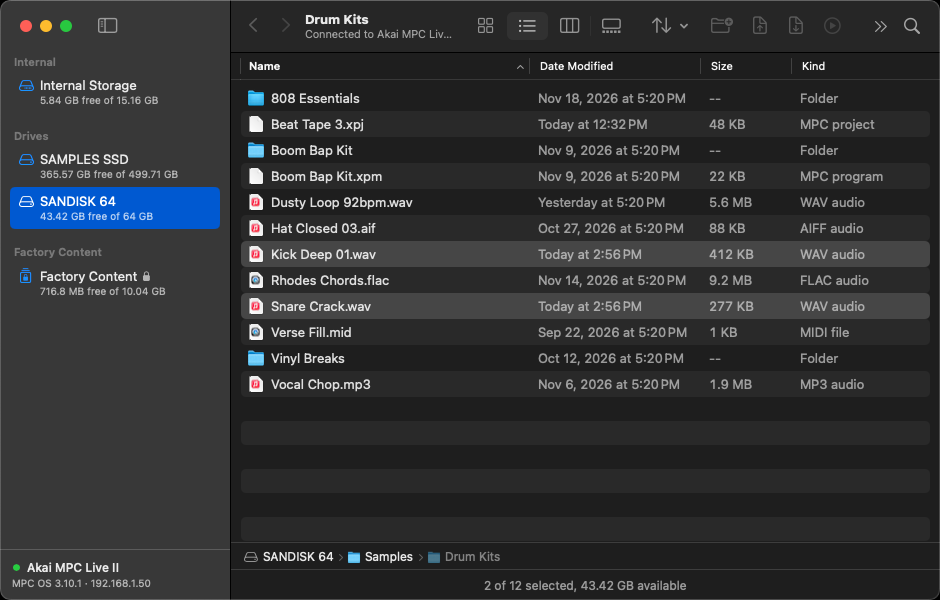 Drum Kits
Connected to Akai MPC Liv...
Internal
Internal Storage
5.84 GB free of 15.16 GB
Drives
SAMPLES SSD
365.57 GB free of 499.71 GB
SANDISK 64
43.42 GB free of 64 GB
Factory Content
Factory Content
716.8 MB free of 10.04 GB
Akai MPC Live II
MPC OS 3.10.1 · 192.168.1.50
Name Date Modified Size Kind
808 Essentials Nov 18, 2026 at 5:20 PM -- Folder
Beat Tape 3.xpj Today at 12:32 PM 48 KB MPC project
Boom Bap Kit Nov 9, 2026 at 5:20 PM -- Folder
Boom Bap Kit.xpm Nov 9, 2026 at 5:20 PM 22 KB MPC program
Dusty Loop 92bpm.wav Yesterday at 5:20 PM 5.6 MB WAV audio
Hat Closed 03.aif Oct 27, 2026 at 5:20 PM 88 KB AIFF audio
Kick Deep 01.wav Today at 2:56 PM 412 KB WAV audio
Rhodes Chords.flac Nov 14, 2026 at 5:20 PM 9.2 MB FLAC audio
Snare Crack.wav Today at 2:56 PM 277 KB WAV audio
Verse Fill.mid Sep 22, 2026 at 5:20 PM 1 KB MIDI file
Vinyl Breaks Oct 12, 2026 at 5:20 PM -- Folder
Vocal Chop.mp3 Nov 6, 2026 at 5:20 PM 1.9 MB MP3 audio
SANDISK 64 › Samples › Drum Kits
2 of 12 selected, 43.42 GB available